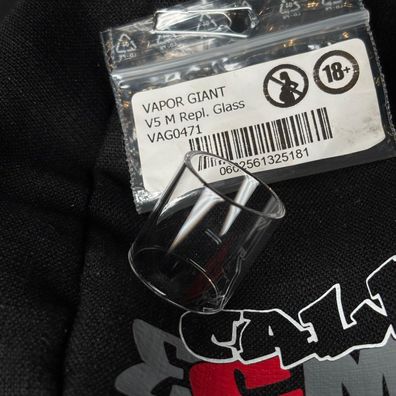 VAPOR GIANT
V5 M Repl. Glass
VAG0471
18+
0602561325181